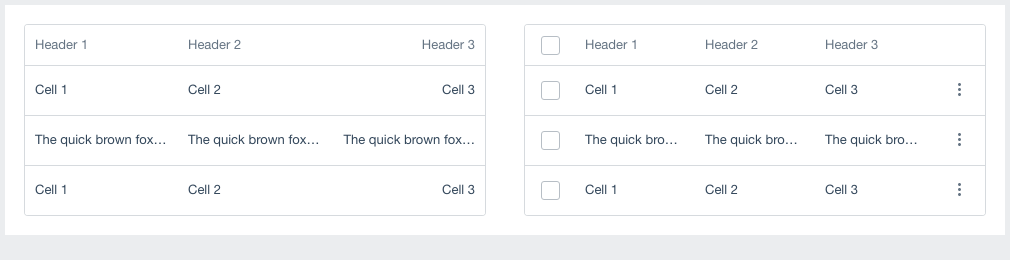 Header 1 Header 2 Header 3
Cell 1 Cell 2 Cell 3
The quick brown fox… The quick brown fox… The quick brown fox…
Cell 1 Cell 2 Cell 3
Header 1 Header 2 Header 3
Cell 1 Cell 2 Cell 3
The quick bro… The quick bro… The quick bro…
Cell 1 Cell 2 Cell 3